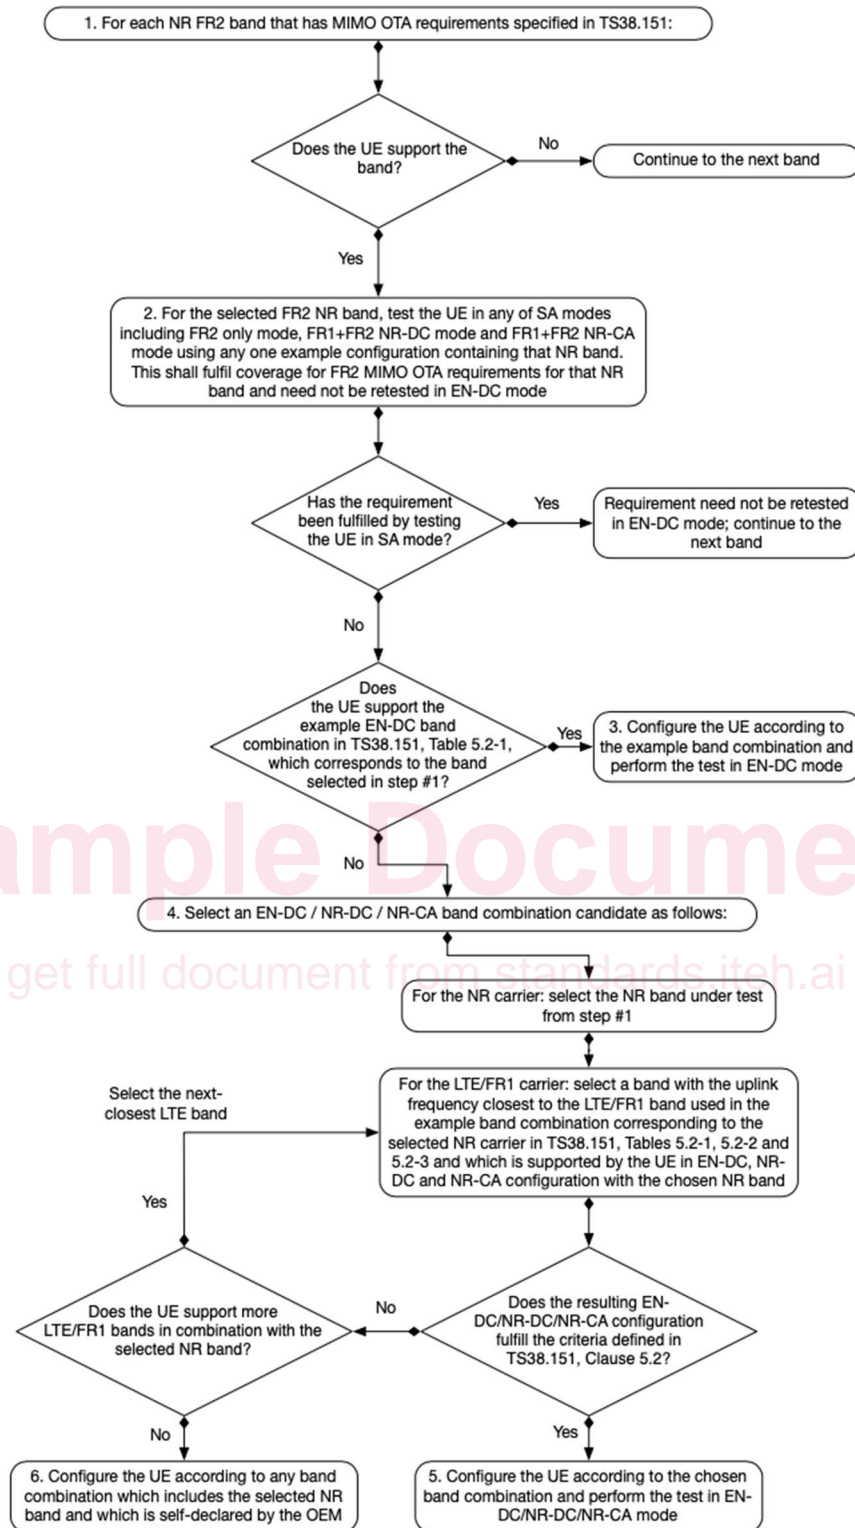 1. For each NR FR2 band that has MIMO OTA requirements specified in TS38.151:
Does the UE support the
band?
No
Continue to the next band
Yes
2. For the selected FR2 NR band, test the UE in any of SA modes
including FR2 only mode, FR1+FR2 NR-DC mode and FR1+FR2 NR-CA
mode using any one example configuration containing that NR band.
This shall fulfil coverage for FR2 MIMO OTA requirements for that NR
band and need not be retested in EN-DC mode
Has the requirement
been fulfilled by testing
the UE in SA mode?
Yes
Requirement need not be retested
in EN-DC mode; continue to the
next band
No
Does
the UE support the
example EN-DC band
combination in TS38.151, Table 5.2-1,
which corresponds to the band
selected in step #1?
Yes
3. Configure the UE according to
the example band combination and
perform the test in EN-DC mode
ample Docume
No
4. Select an EN-DC / NR-DC / NR-CA band combination candidate as follows:
get full document from standards.iteh.ai
For the NR carrier: select the NR band under test
from step #1
For the LTE/FR1 carrier: select a band with the uplink
frequency closest to the LTE/FR1 band used in the
example band combination corresponding to the
selected NR carrier in TS38.151, Tables 5.2-1, 5.2-2 and
5.2-3 and which is supported by the UE in EN-DC, NR-
DC and NR-CA configuration with the chosen NR band
Select the next-
closest LTE band
Yes
Does the UE support more
LTE/FR1 bands in combination with the
selected NR band?
No
Does the resulting EN-
DC/NR-DC/NR-CA configuration
fulfill the criteria defined in
TS38.151, Clause 5.2?
No
Yes
6. Configure the UE according to any band
combination which includes the selected NR
band and which is self-declared by the OEM
5. Configure the UE according to the chosen
band combination and perform the test in EN-
DC/NR-DC/NR-CA mode